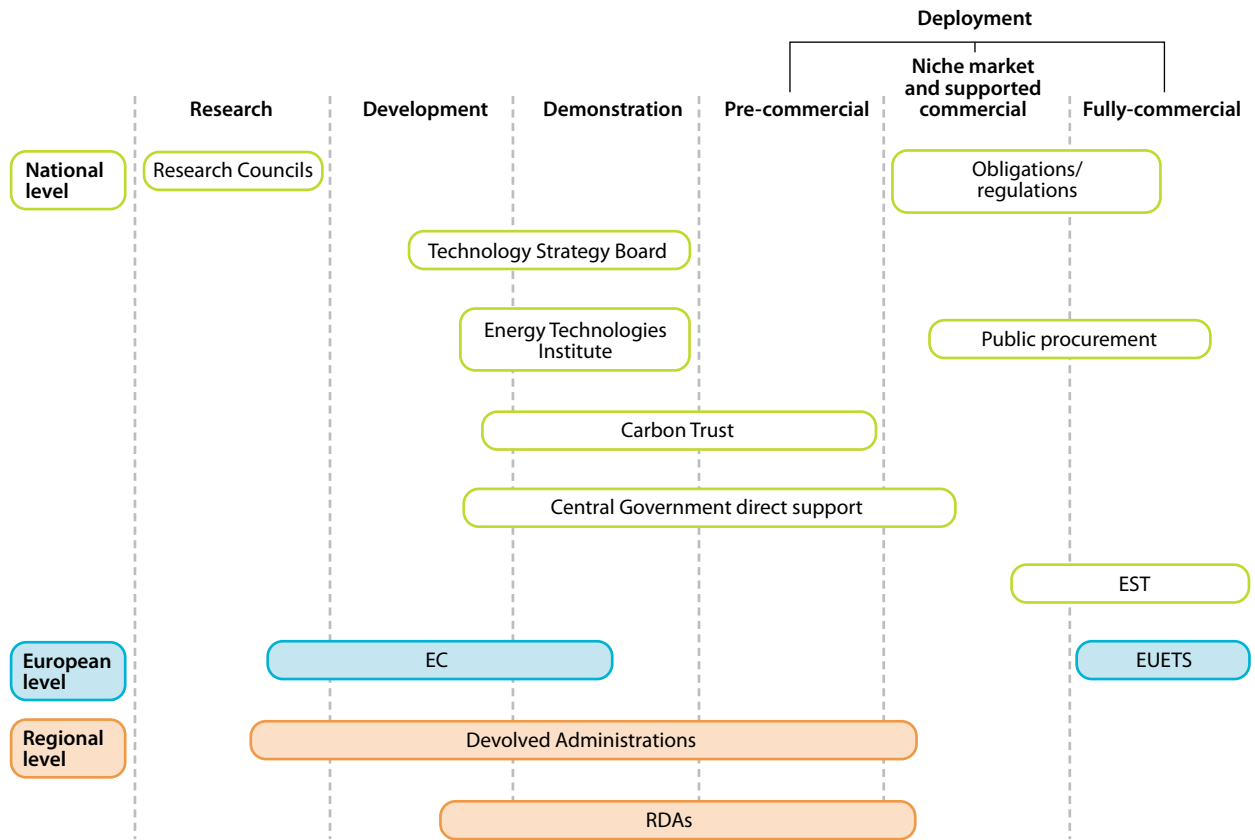 Deployment
Research
Development
Demonstration
Pre-commercial
Niche market
and supported
commercial
Fully-commercial
National
level
Research Councils
Obligations/
regulations
Technology Strategy Board
Energy Technologies
Institute
Public procurement
Carbon Trust
Central Government direct support
EST
European
level
EC
EUETS
Regional
level
Devolved Administrations
RDAs